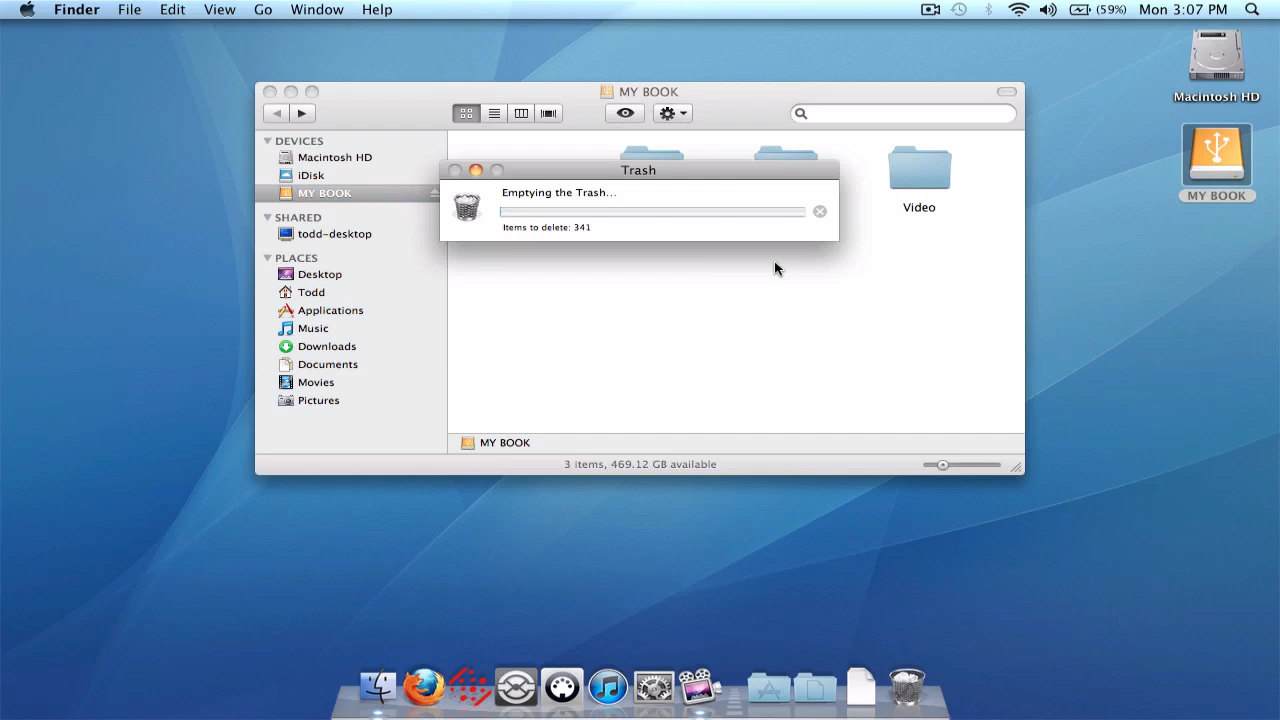 Finder File Edit View Go Window Help (59%) Mon 3:07 PM
Macintosh HD
MY BOOK
MY BOOK
DEVICES
Macintosh HD
iDisk
MY BOOK
SHARED
todd-desktop
PLACES
Desktop
Todd
Applications
Music
Downloads
Documents
Movies
Pictures
Video
Trash
Emptying the Trash...
Items to delete: 341
MY BOOK
3 items, 469.12 GB available